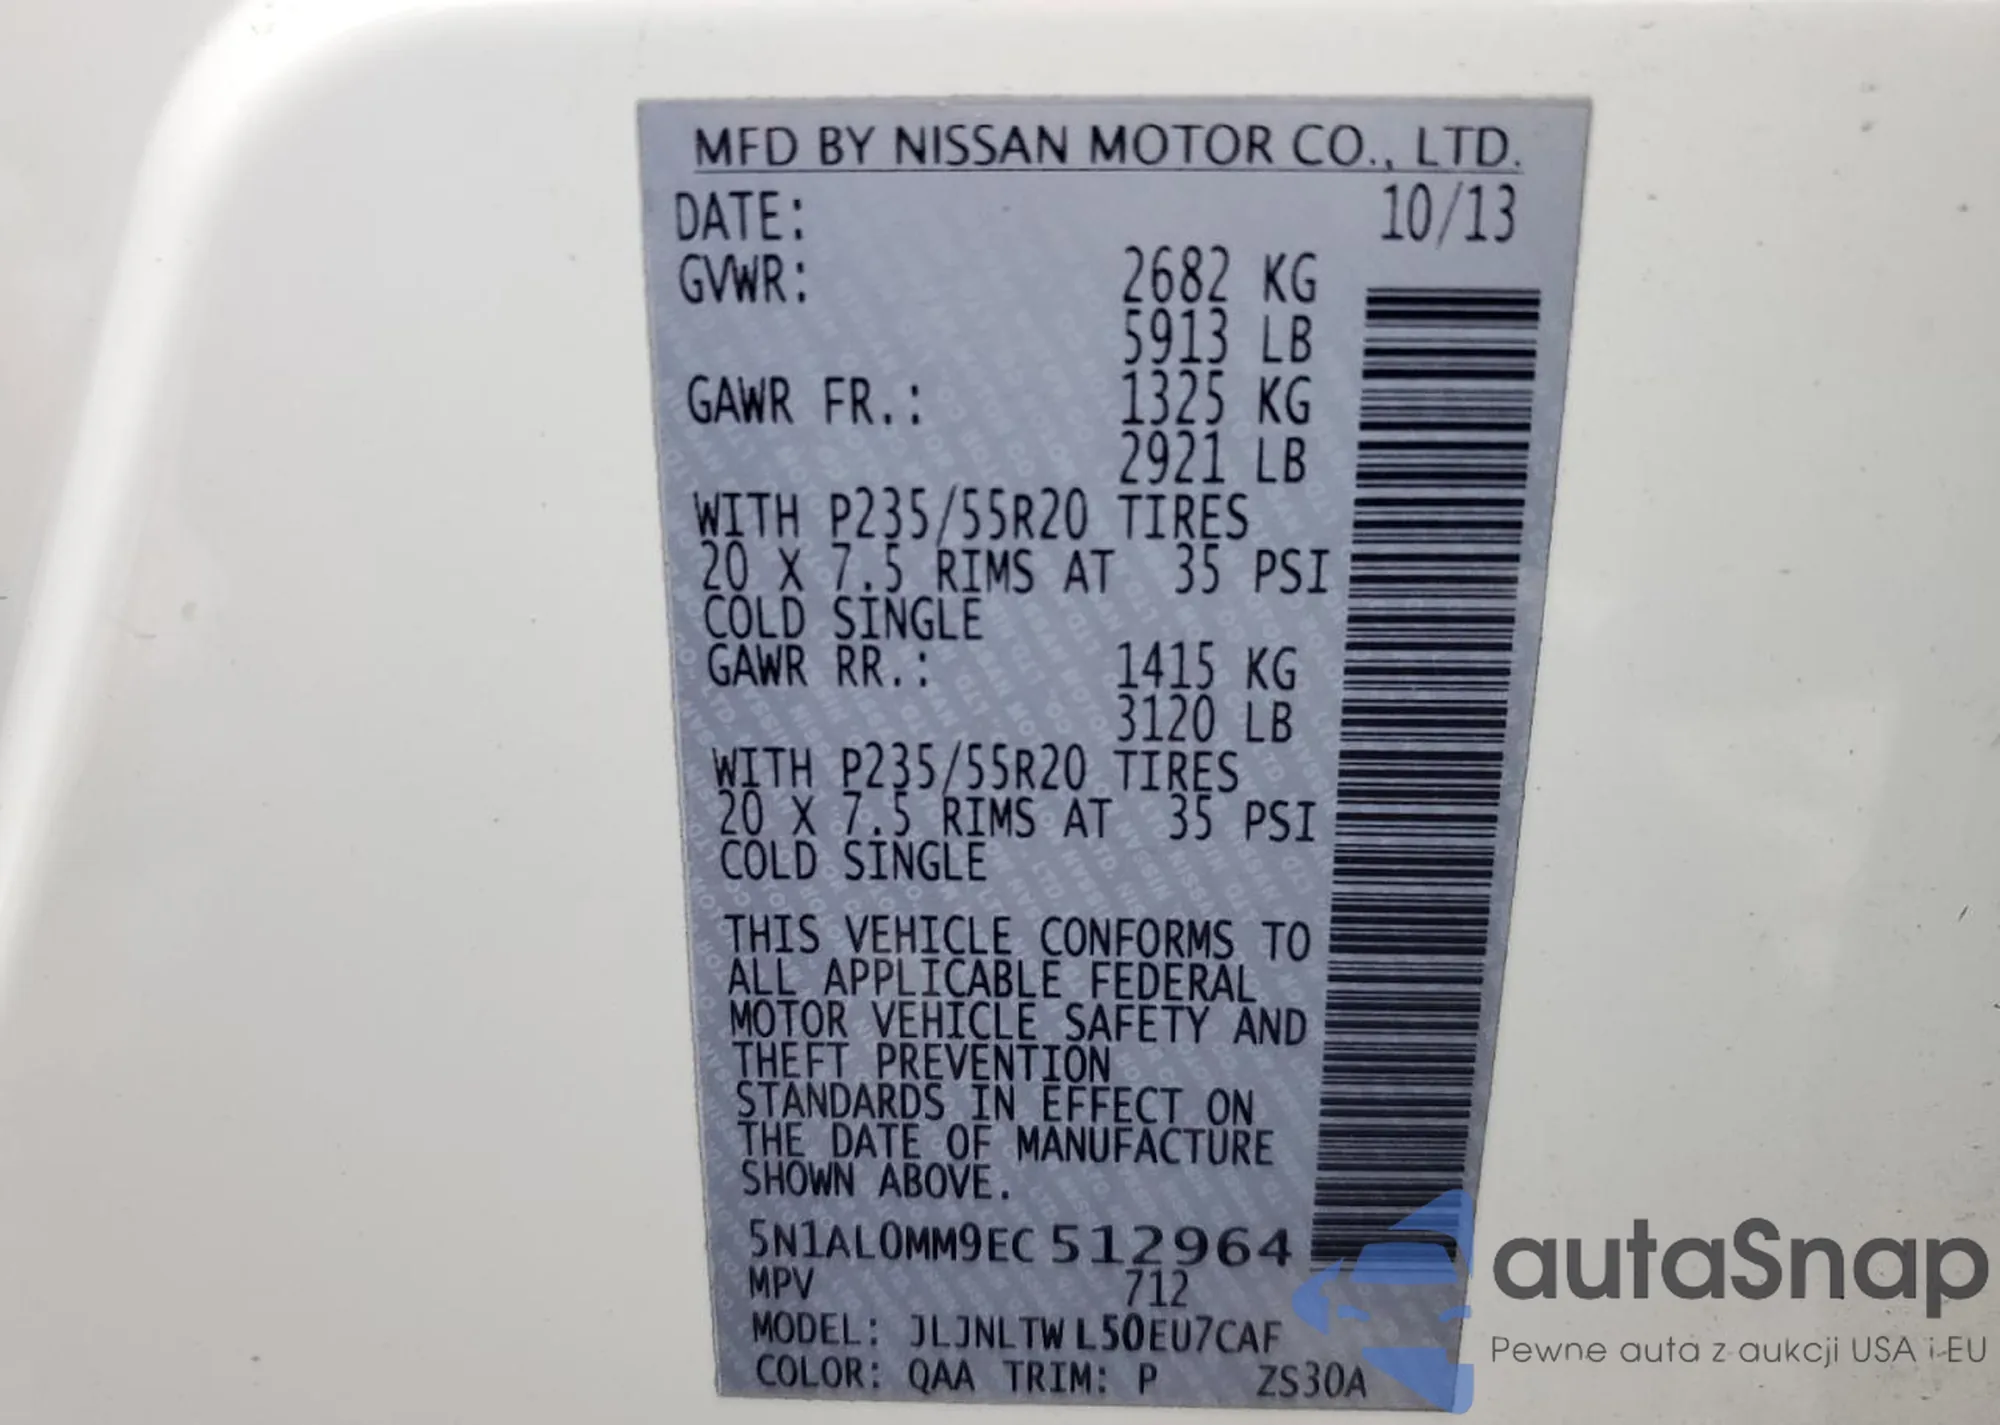 MFD BY NISSAN MOTOR CO., LTD.
DATE: 10/13
GVWR: 2682 KG
5913 LB
GAWR FR.: 1325 KG
2921 LB
WITH P235/55R20 TIRES
20 X 7.5 RIMS AT 35 PSI
COLD SINGLE
GAWR RR.: 1415 KG
3120 LB
WITH P235/55R20 TIRES
20 X 7.5 RIMS AT 35 PSI
COLD SINGLE
THIS VEHICLE CONFORMS TO
ALL APPLICABLE FEDERAL
MOTOR VEHICLE SAFETY AND
THEFT PREVENTION
STANDARDS IN EFFECT ON
THE DATE OF MANUFACTURE
SHOWN ABOVE.
5N1AL0MM9EC512964
MPV 712
MODEL: JLJNLTWL50EU7CAF
COLOR: QAA TRIM: P ZS30A
autaSnap
Pewne auta z aukcji USA i EU